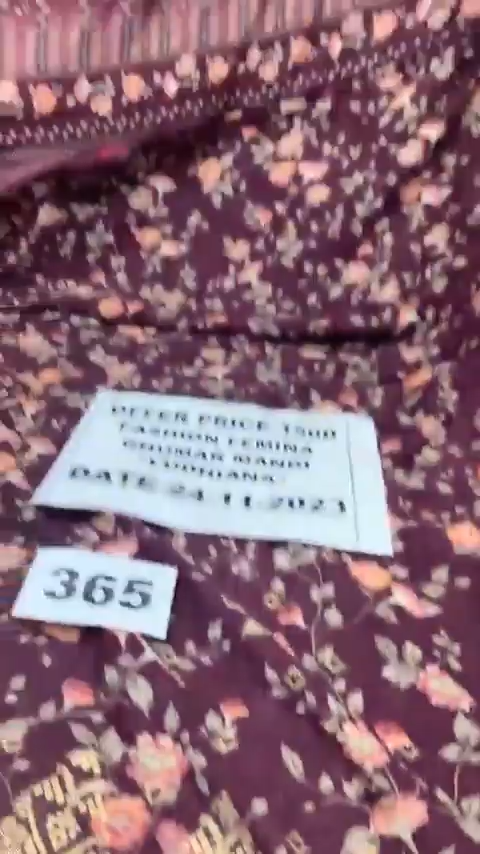 OFFER PRICE 1500
FASHION FEMINA
GHUMAR MANDI
LUDHIANA
DATE 24.11.2023
365